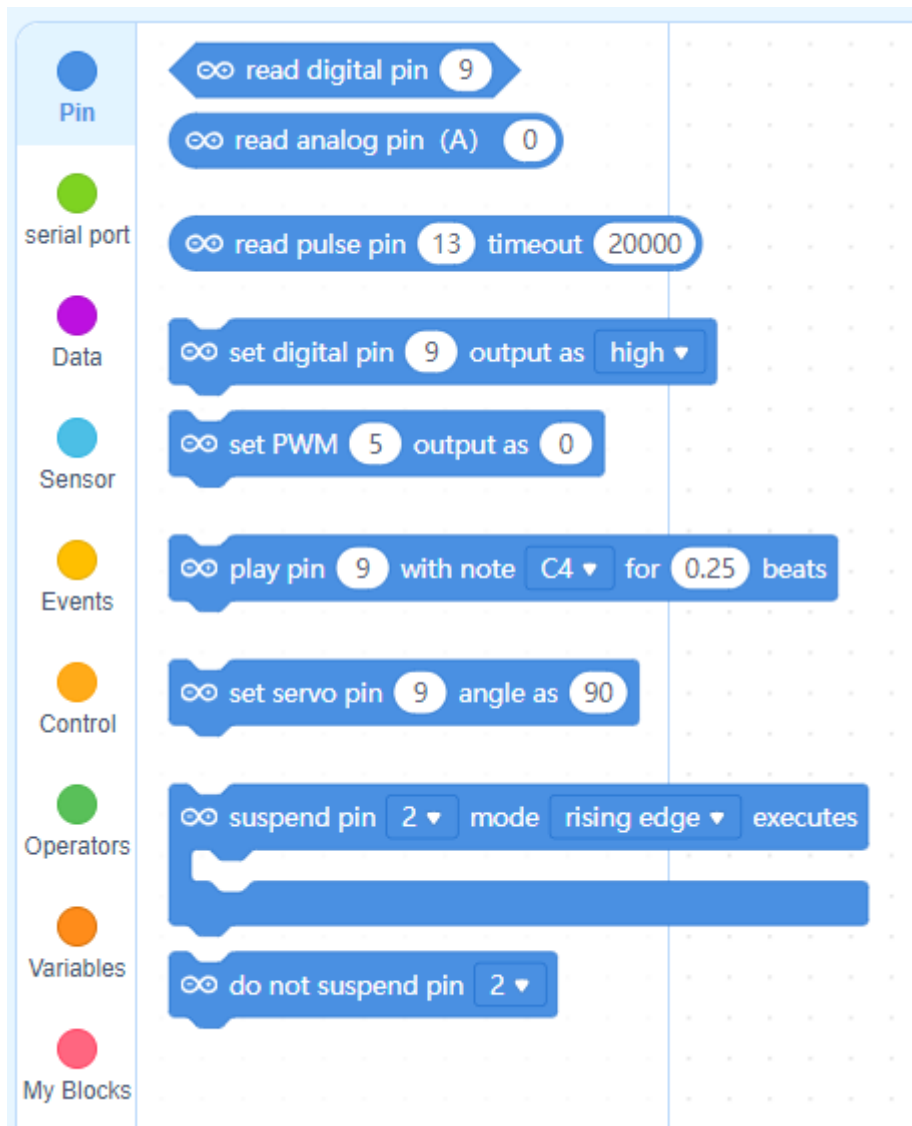 Pin
serial port
Data
Sensor
Events
Control
Operators
Variables
My Blocks
read digital pin 9
read analog pin (A) 0
read pulse pin 13 timeout 20000
set digital pin 9 output as high
set PWM 5 output as 0
play pin 9 with note C4 for 0.25 beats
set servo pin 9 angle as 90
suspend pin 2 mode rising edge executes
do not suspend pin 2